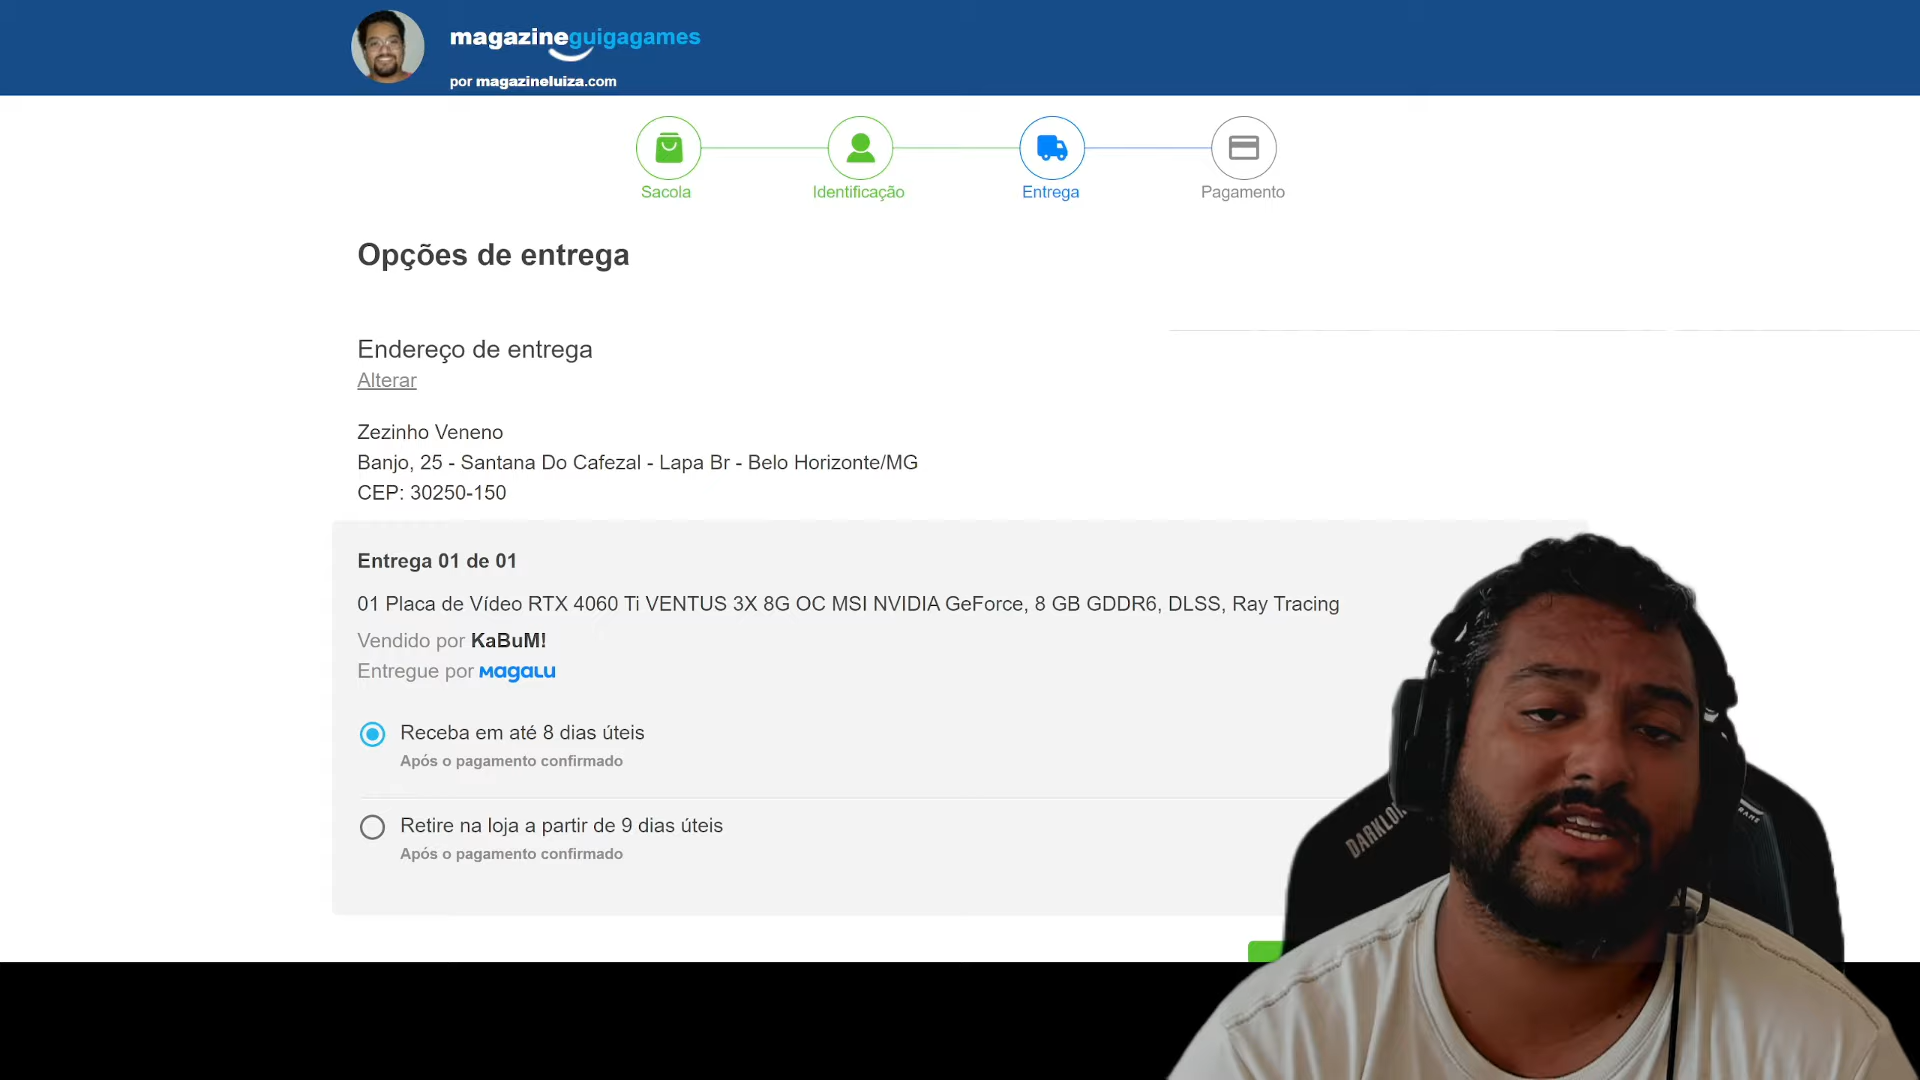 magazineguigagames
por magazineluiza.com
Sacola
Identificação
Entrega
Pagamento
Opções de entrega
Endereço de entrega
Alterar
Zezinho Veneno
Banjo, 25 - Santana Do Cafezal - Lapa Br - Belo Horizonte/MG
CEP: 30250-150
Entrega 01 de 01
01 Placa de Vídeo RTX 4060 Ti VENTUS 3X 8G OC MSI NVIDIA GeForce, 8 GB GDDR6, DLSS, Ray Tracing
Vendido por KaBuM!
Entregue por Magalu
Receba em até 8 dias úteis
Após o pagamento confirmado
Retire na loja a partir de 9 dias úteis
Após o pagamento confirmado